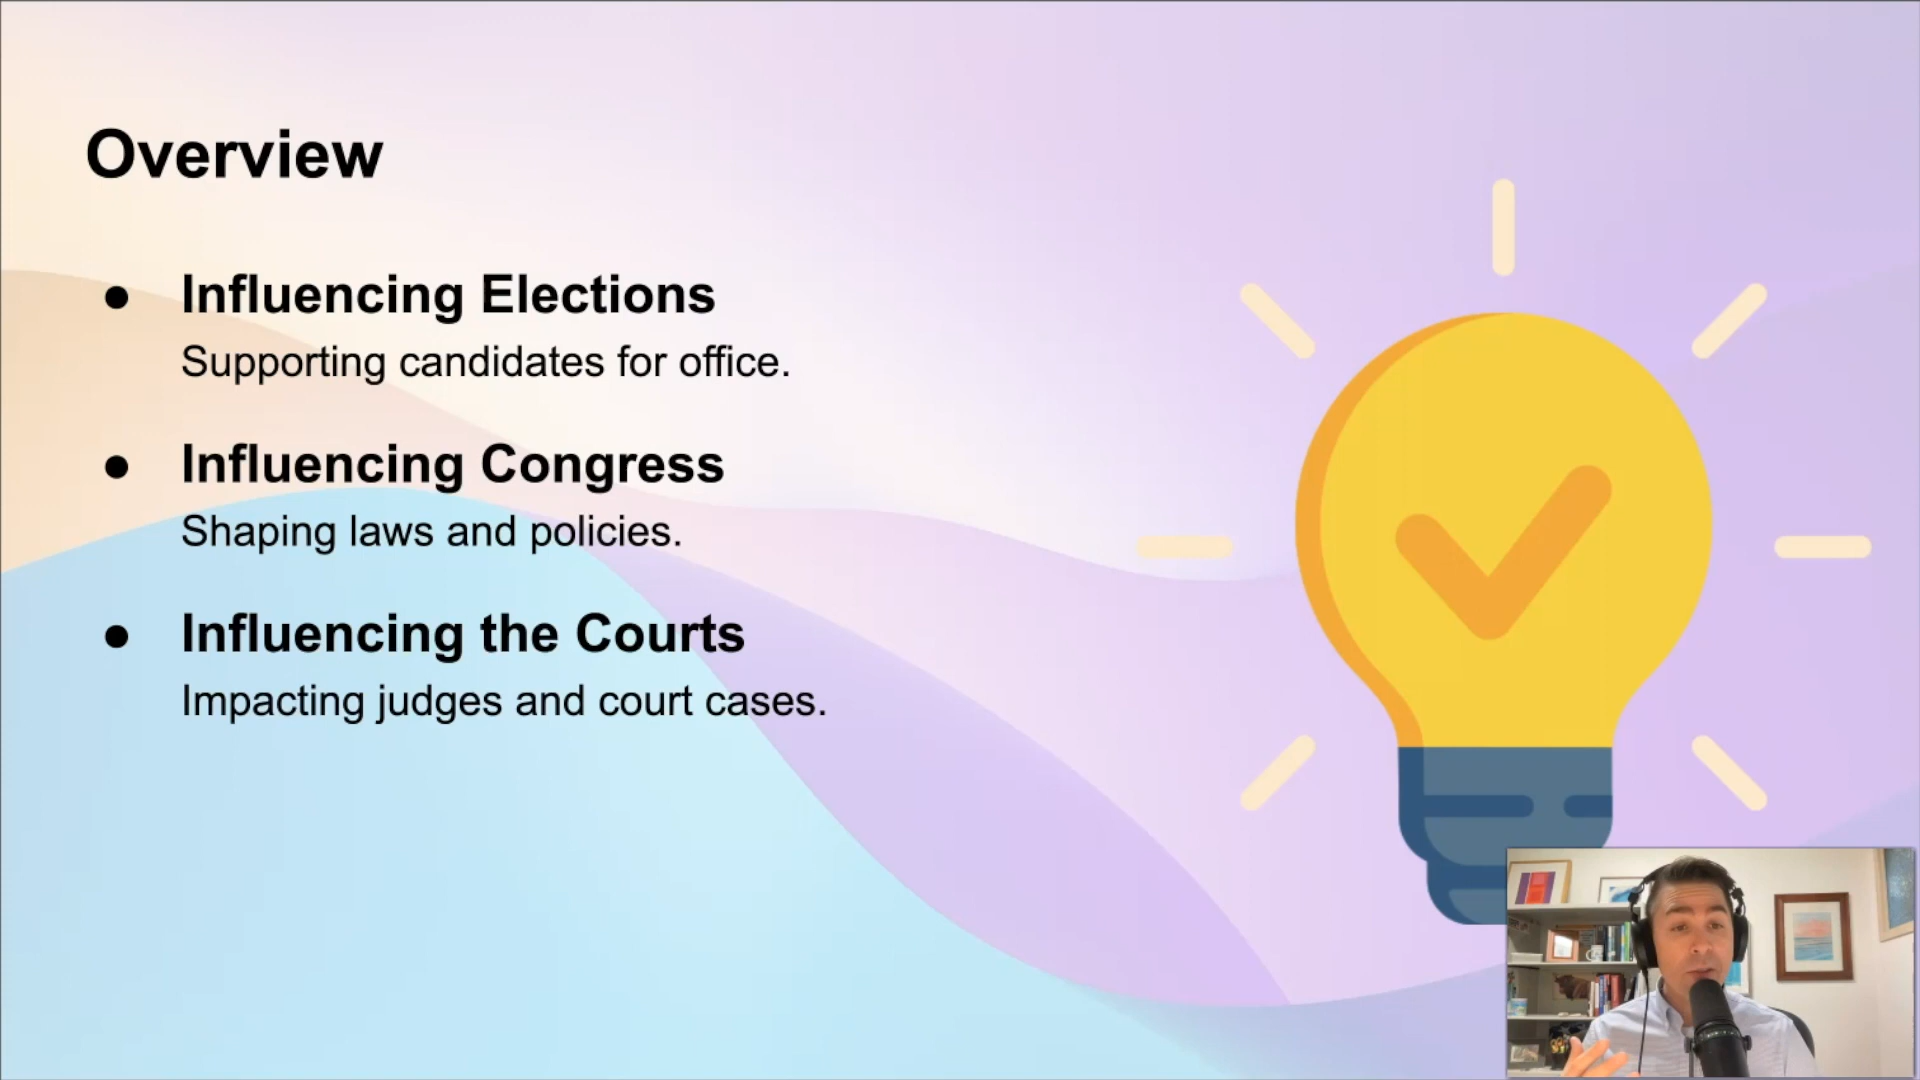 Overview
● Influencing Elections
Supporting candidates for office.
● Influencing Congress
Shaping laws and policies.
● Influencing the Courts
Impacting judges and court cases.